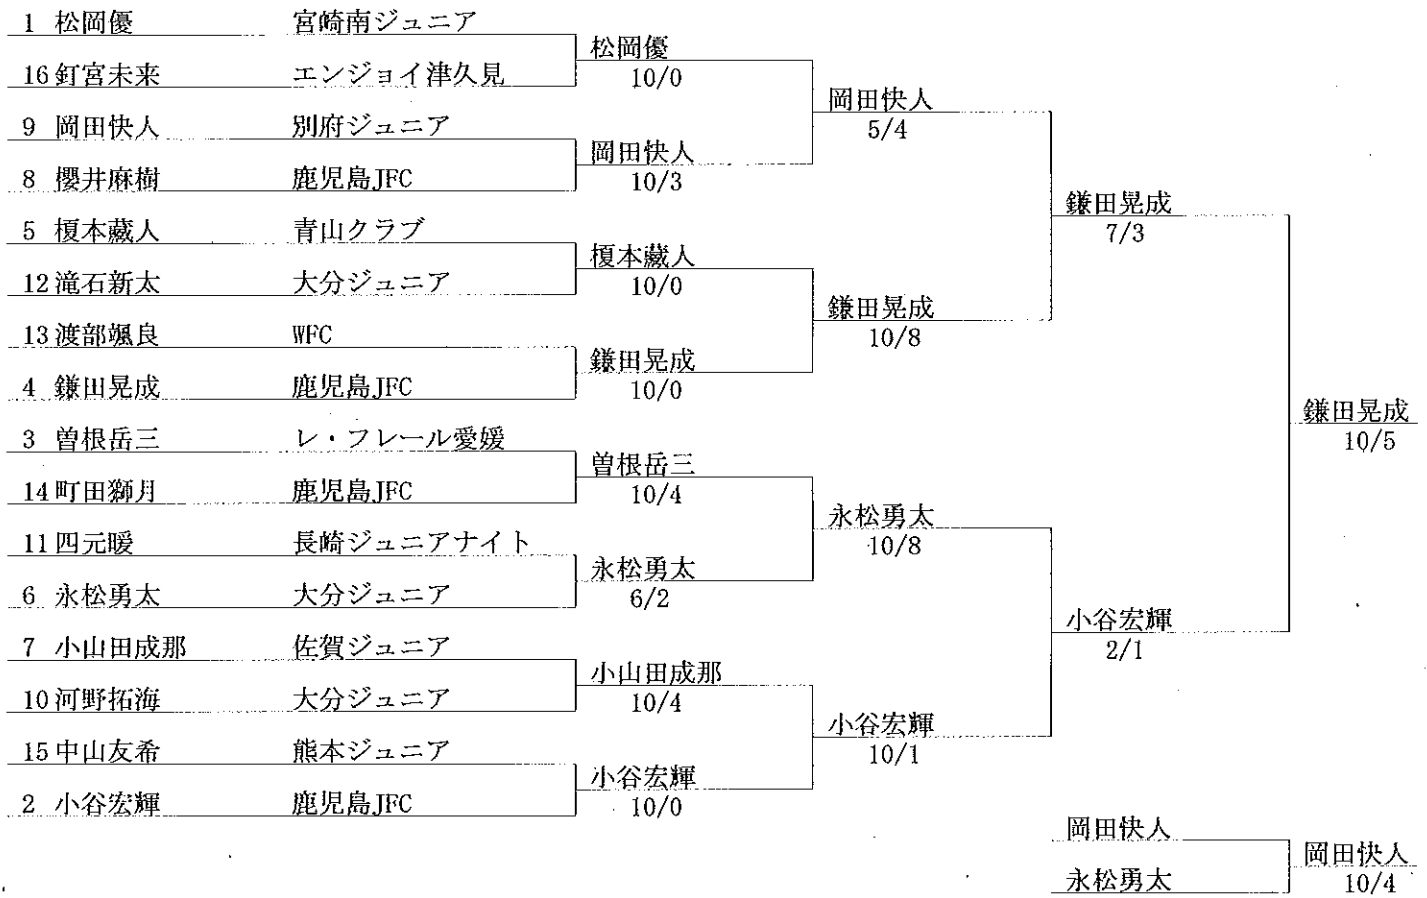 1 松岡優 宮崎南ジュニア
16 釘宮未来 エンジョイ津久見
9 岡田快人 別府ジュニア
8 櫻井麻樹 鹿児島JFC
5 榎本藏人 青山クラブ
12 滝石新太 大分ジュニア
13 渡部颯良 WFC
4 鎌田晃成 鹿児島JFC
3 曽根岳三 レ・フレール愛媛
14 町田獅月 鹿児島JFC
11 四元暖 長崎ジュニアナイト
6 永松勇太 大分ジュニア
7 小山田成那 佐賀ジュニア
10 河野拓海 大分ジュニア
15 中山友希 熊本ジュニア
2 小谷宏輝 鹿児島JFC
松岡優
10/0
岡田快人
10/3
榎本藏人
10/0
鎌田晃成
10/0
曽根岳三
10/4
永松勇太
6/2
小山田成那
10/4
小谷宏輝
10/0
岡田快人
5/4
鎌田晃成
10/8
永松勇太
10/8
小谷宏輝
10/1
鎌田晃成
7/3
小谷宏輝
2/1
鎌田晃成
10/5
岡田快人
永松勇太
岡田快人
10/4